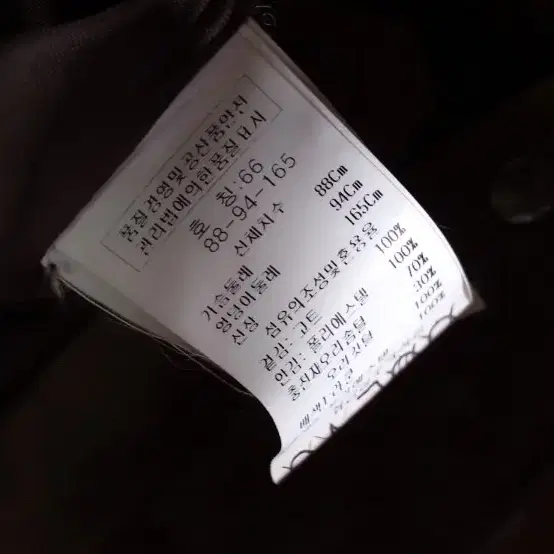 품질경영및공산품안전
관리법에의한품질표시
호 칭:66
88-94-165
신체치수
가슴둘레 88Cm
엉덩이둘레 94Cm
신장 165Cm
섬유의조성및혼용율
겉감: 고트 100%
안감: 폴리에스텔 100%
충전재오리솜털 70%
오리깃털 30%
100%
100%